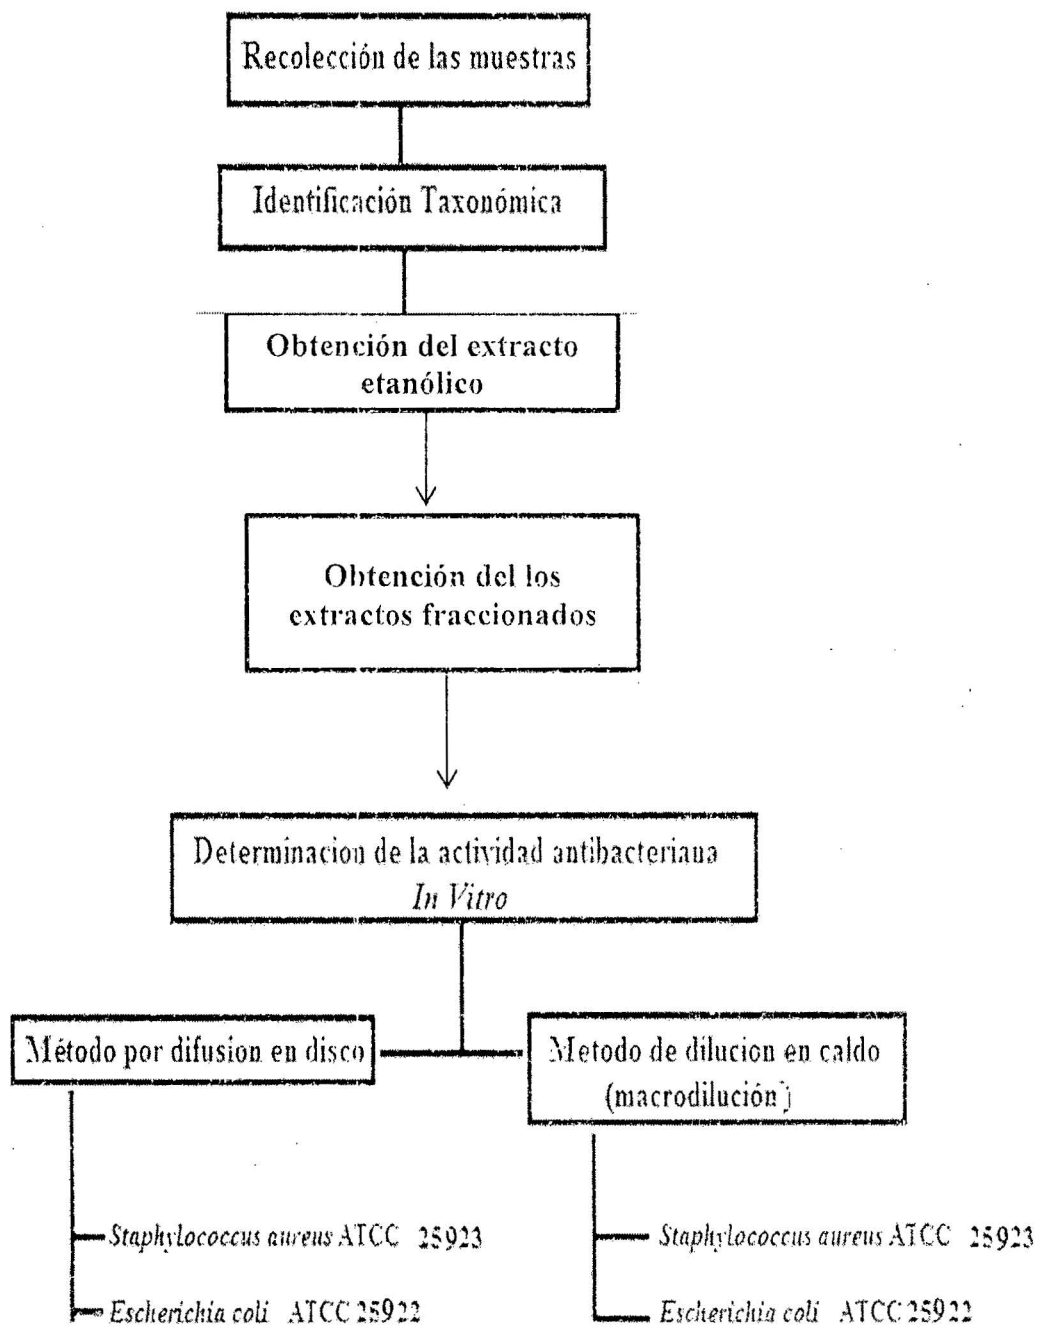 Recolección de las muestras
Identificación Taxonómica
Obtención del extracto
etanólico
Obtención del los
extractos fraccionados
Determinacion de la actividad antibacteriana
In Vitro
Método por difusion en disco
Metodo de dilucion en caldo
(macrodilución)
Staphylococcus aureus ATCC 25923
Escherichia coli ATCC 25922
Staphylococcus aureus ATCC 25923
Escherichia coli ATCC 25922